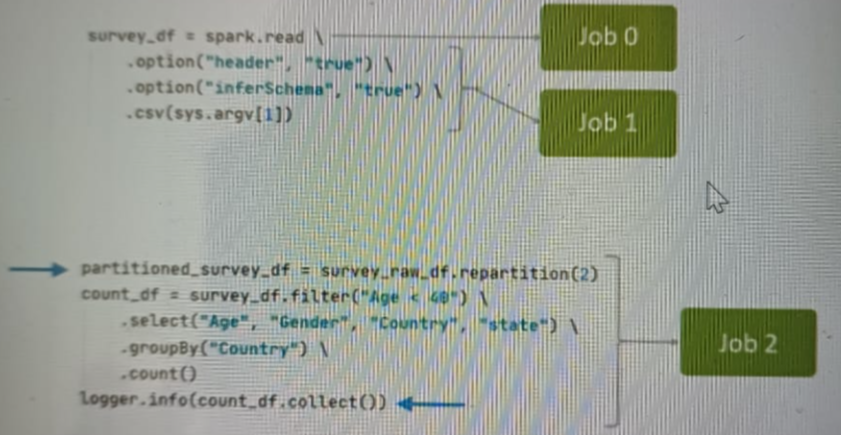 survey_df = spark.read \
Job 0
.option("header", "true") \
.option("inferSchema", "true") \
.csv(sys.argv[1])
Job 1
partitioned_survey_df = survey_raw_df.repartition(2)
count_df = survey_df.filter("Age < 40") \
.select("Age", "Gender", "Country", "state") \
.groupBy("Country") \
.count()
logger.info(count_df.collect())
Job 2